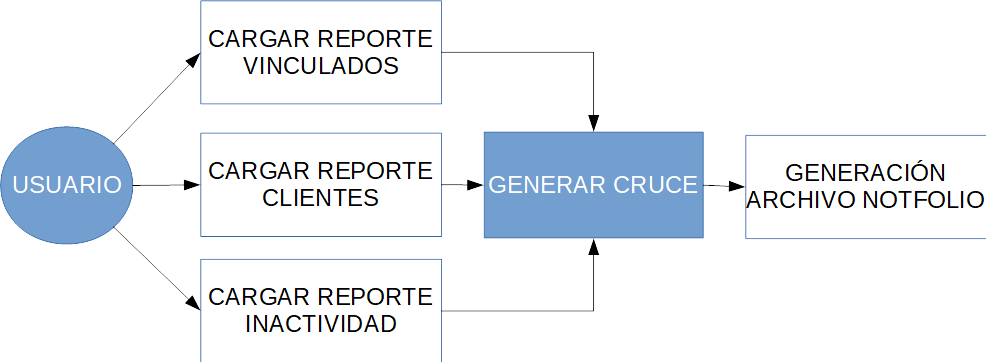 CARGAR REPORTE
VINCULADOS
USUARIO
CARGAR REPORTE
CLIENTES
GENERAR CRUCE
GENERACIÓN
ARCHIVO NOTFOLIO
CARGAR REPORTE
INACTIVIDAD